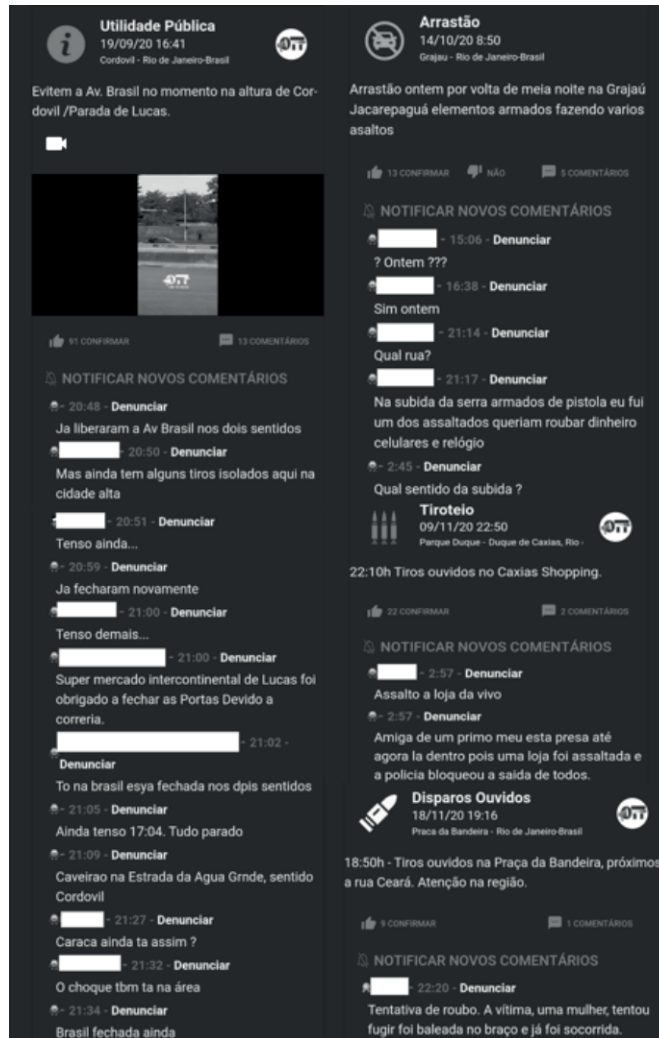 Utilidade Pública
19/09/20 16:41
Cordovil - Rio de Janeiro-Brasil
OTT
Evitem a Av. Brasil no momento na altura de Cor-
dovil /Parada de Lucas.
OTT
91 CONFIRMAR
13 COMENTÁRIOS
NOTIFICAR NOVOS COMENTÁRIOS
- 20:48 - Denunciar
Ja liberaram a Av Brasil nos dois sentidos
- 20:50 - Denunciar
Mas ainda tem alguns tiros isolados aqui na
cidade alta
- 20:51 - Denunciar
Tenso ainda...
- 20:59 - Denunciar
Ja fecharam novamente
- 21:00 - Denunciar
Tenso demais...
- 21:00 - Denunciar
Super mercado intercontinental de Lucas foi
obrigado a fechar as Portas Devido a
correria.
- 21:02 -
Denunciar
To na brasil esya fechada nos dpis sentidos
- 21:05 - Denunciar
Ainda tenso 17:04. Tudo parado
- 21:09 - Denunciar
Caveirao na Estrada da Agua Grnde, sentido
Cordovil
- 21:27 - Denunciar
Caraca ainda ta assim ?
- 21:32 - Denunciar
O choque tbm ta na área
- 21:34 - Denunciar
Brasil fechada ainda
Arrastão
14/10/20 8:50
Grajau - Rio de Janeiro-Brasil
Arrastão ontem por volta de meia noite na Grajaú
Jacarepaguá elementos armados fazendo varios
asaltos
13 CONFIRMAR
NÃO
5 COMENTÁRIOS
NOTIFICAR NOVOS COMENTÁRIOS
- 15:06 - Denunciar
? Ontem ???
- 16:38 - Denunciar
Sim ontem
- 21:14 - Denunciar
Qual rua?
- 21:17 - Denunciar
Na subida da serra armados de pistola eu fui
um dos assaltados queriam roubar dinheiro
celulares e relógio
- 2:45 - Denunciar
Qual sentido da subida ?
Tiroteio
09/11/20 22:50
Parque Duque - Duque de Caxias, Rio -
OTT
22:10h Tiros ouvidos no Caxias Shopping.
22 CONFIRMAR
2 COMENTÁRIOS
NOTIFICAR NOVOS COMENTÁRIOS
- 2:57 - Denunciar
Assalto a loja da vivo
- 2:57 - Denunciar
Amiga de um primo meu esta presa até
agora la dentro pois uma loja foi assaltada e
a policia bloqueou a saida de todos.
Disparos Ouvidos
18/11/20 19:16
Praca da Bandeira - Rio de Janeiro-Brasil
OTT
18:50h - Tiros ouvidos na Praça da Bandeira, próximos
a rua Ceará. Atenção na região.
9 CONFIRMAR
1 COMENTÁRIOS
NOTIFICAR NOVOS COMENTÁRIOS
- 22:20 - Denunciar
Tentativa de roubo. A vítima, uma mulher, tentou
fugir foi baleada no braço e já foi socorrida.